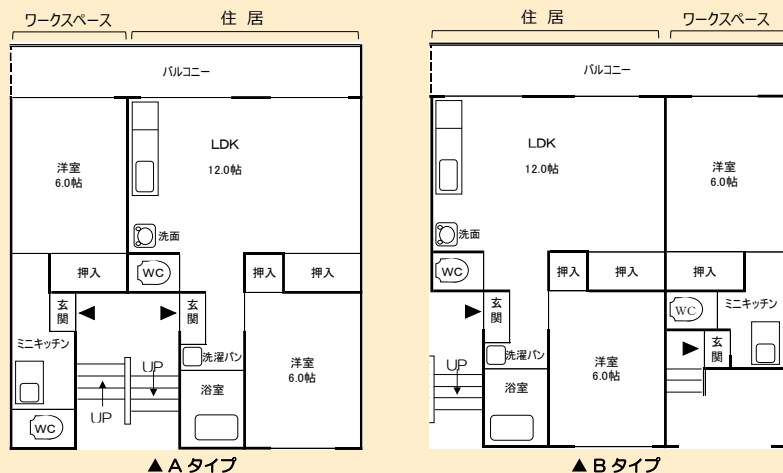 ワークスペース
住 居
バルコニー
洋室
6.0帖
LDK
12.0帖
洗面
押入
WC
押入
押入
玄関
玄関
ミニキッチン
洗濯パン
洋室
6.0帖
UP
UP
浴室
WC
▲ A タイプ
住 居
ワークスペース
バルコニー
LDK
12.0帖
洋室
6.0帖
洗面
WC
押入
押入
押入
玄関
WC
ミニキッチン
玄関
UP
洗濯パン
洋室
6.0帖
浴室
▲ B タイプ